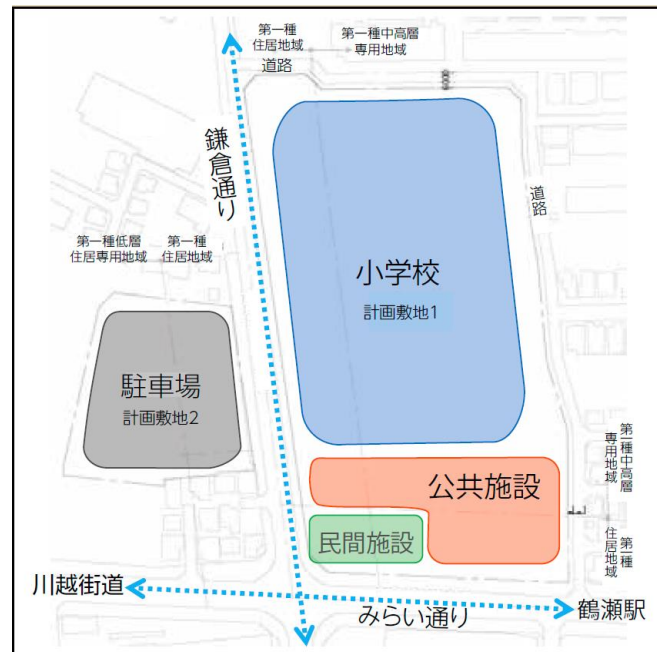 第一種
住居地域
第一種中高層
専用地域
道路
鎌倉通り
道路
第一種低層
住居専用地域
第一種
住居地域
小学校
計画敷地1
駐車場
計画敷地2
第一種中高層
専用地域
公共施設
民間施設
第一種
住居地域
川越街道
みらい通り
鶴瀬駅